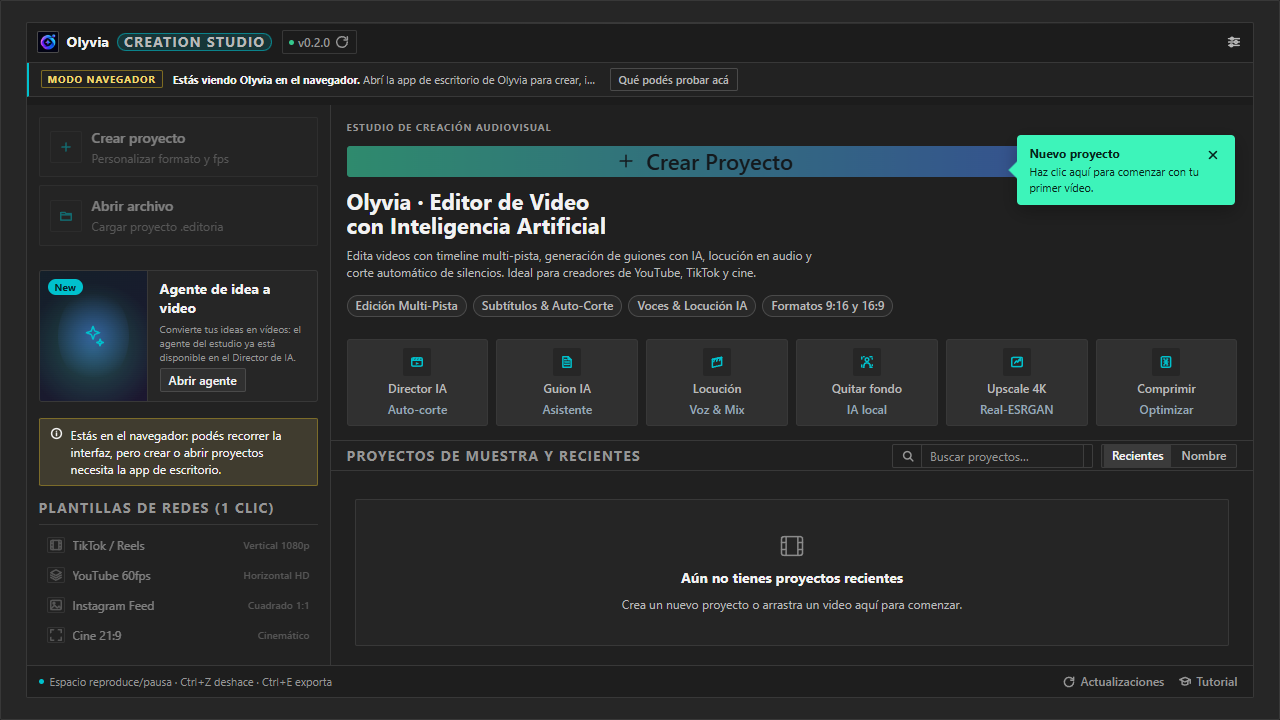 Olyvia CREATION STUDIO v0.2.0
MODO NAVEGADOR Estás viendo Olyvia en el navegador. Abrí la app de escritorio de Olyvia para crear, i... Qué podés probar acá
Crear proyecto
Personalizar formato y fps
Abrir archivo
Cargar proyecto .editoria
New
Agente de idea a
video
Convierte tus ideas en vídeos: el
agente del estudio ya está
disponible en el Director de IA.
Abrir agente
Estás en el navegador: podés recorrer la
interfaz, pero crear o abrir proyectos
necesita la app de escritorio.
PLANTILLAS DE REDES (1 CLIC)
TikTok / Reels Vertical 1080p
YouTube 60fps Horizontal HD
Instagram Feed Cuadrado 1:1
Cine 21:9 Cinemático
ESTUDIO DE CREACIÓN AUDIOVISUAL
+ Crear Proyecto
Nuevo proyecto
Haz clic aquí para comenzar con tu
primer vídeo.
Olyvia · Editor de Video
con Inteligencia Artificial
Edita videos con timeline multi-pista, generación de guiones con IA, locución en audio y
corte automático de silencios. Ideal para creadores de YouTube, TikTok y cine.
Edición Multi-Pista Subtítulos & Auto-Corte Voces & Locución IA Formatos 9:16 y 16:9
Director IA Guion IA Locución Quitar fondo Upscale 4K Comprimir
Auto-corte Asistente Voz & Mix IA local Real-ESRGAN Optimizar
PROYECTOS DE MUESTRA Y RECIENTES Buscar proyectos... Recientes Nombre
Aún no tienes proyectos recientes
Crea un nuevo proyecto o arrastra un video aquí para comenzar.
Espacio reproduce/pausa · Ctrl+Z deshace · Ctrl+E exporta Actualizaciones Tutorial